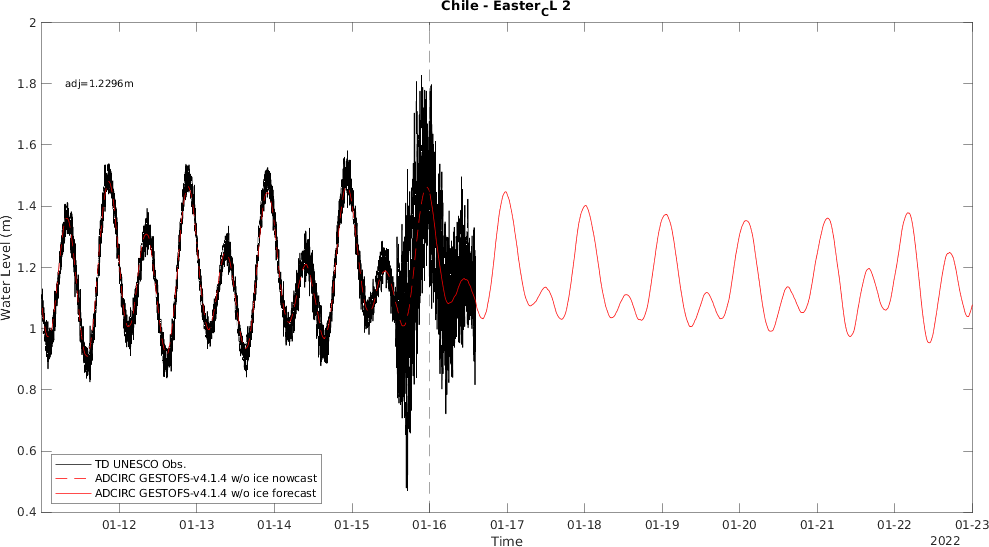 Chile - Easter_CL 2
2
1.8
adj=1.2296m
1.6
1.4
1.2
1
0.8
0.6
0.4
Water Level (m)
TD UNESCO Obs.
ADCIRC GESTOFS-v4.1.4 w/o ice nowcast
ADCIRC GESTOFS-v4.1.4 w/o ice forecast
01-12 01-13 01-14 01-15 01-16 01-17 01-18 01-19 01-20 01-21 01-22 01-23
Time
2022